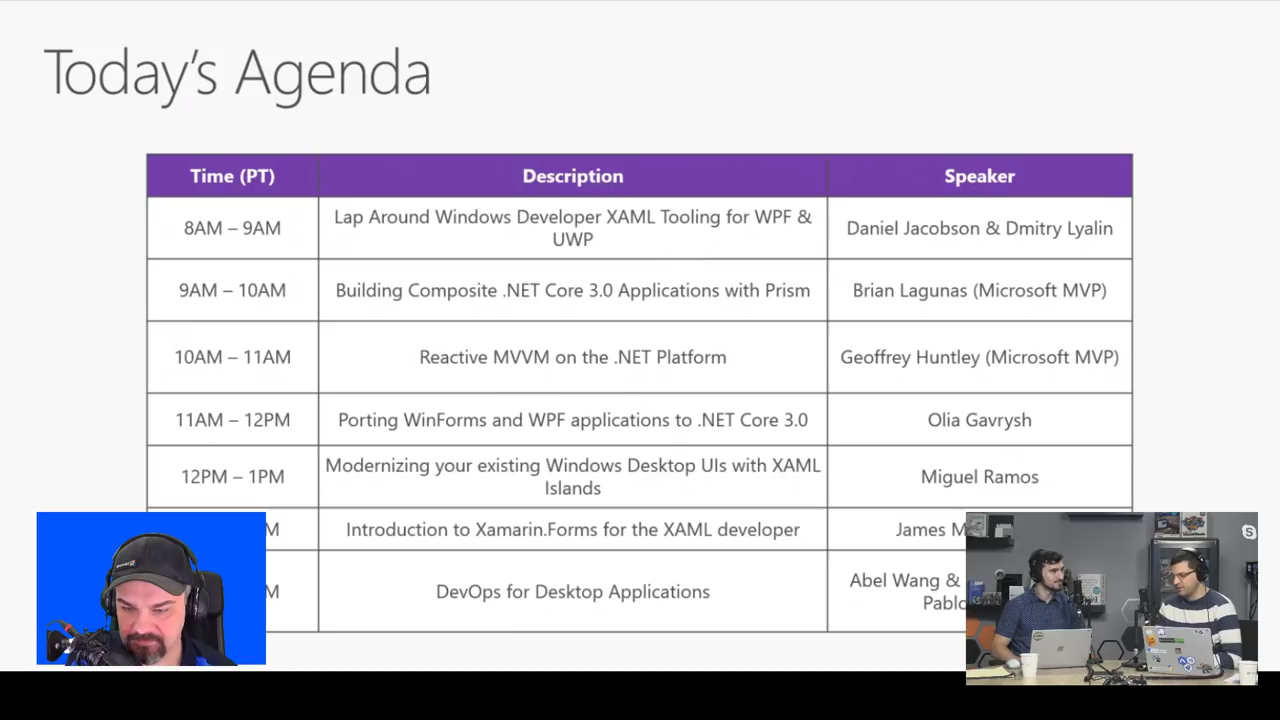 Today's Agenda
Time (PT) Description Speaker
8AM – 9AM Lap Around Windows Developer XAML Tooling for WPF &
UWP Daniel Jacobson & Dmitry Lyalin
9AM – 10AM Building Composite .NET Core 3.0 Applications with Prism Brian Lagunas (Microsoft MVP)
10AM – 11AM Reactive MVVM on the .NET Platform Geoffrey Huntley (Microsoft MVP)
11AM – 12PM Porting WinForms and WPF applications to .NET Core 3.0 Olia Gavrysh
12PM – 1PM Modernizing your existing Windows Desktop UIs with XAML
Islands Miguel Ramos
Introduction to Xamarin.Forms for the XAML developer James
DevOps for Desktop Applications Abel Wang &